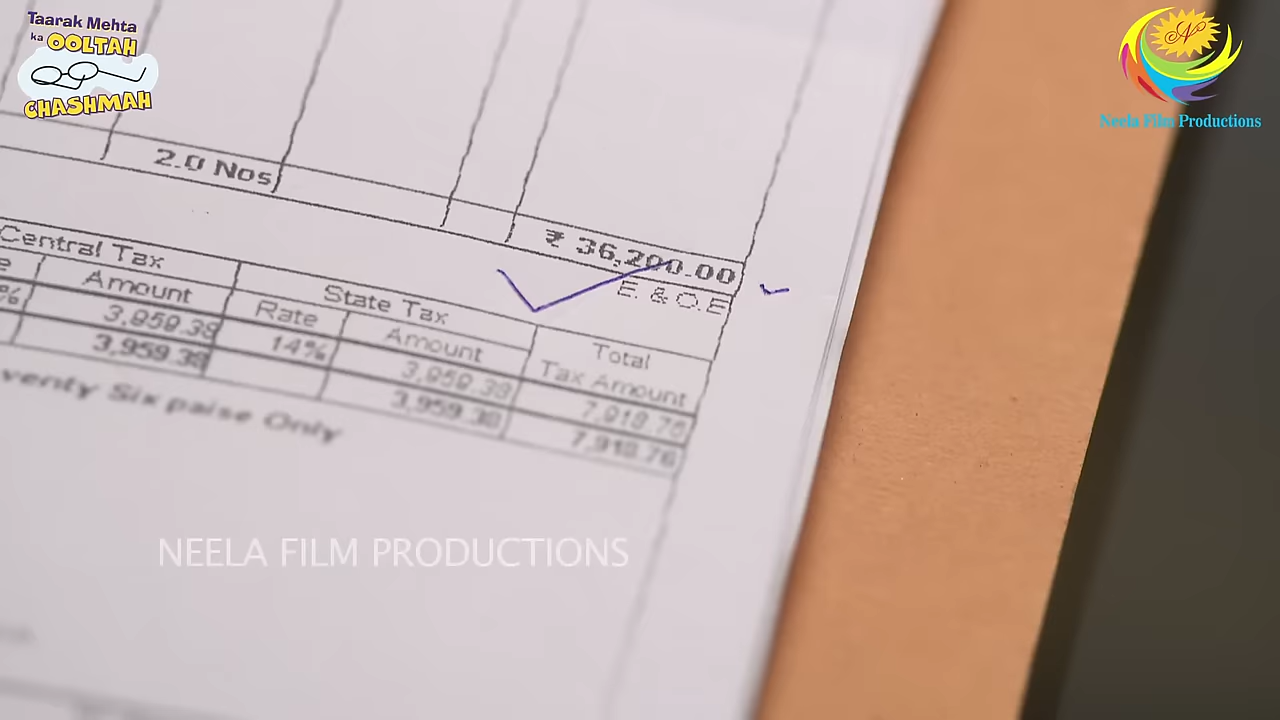 Taarak Mehta
ka OOLTAH
CHASHMAH
Neela Film Productions
2.0 Nos
₹ 36,200.00
E. & O.E
Central Tax
State Tax
Total
Amount
Rate
Amount
Tax Amount
%
3,959.38
14%
3,959.38
7,918.76
3,959.38
3,959.38
7,918.76
venty Six paise Only
NEELA FILM PRODUCTIONS